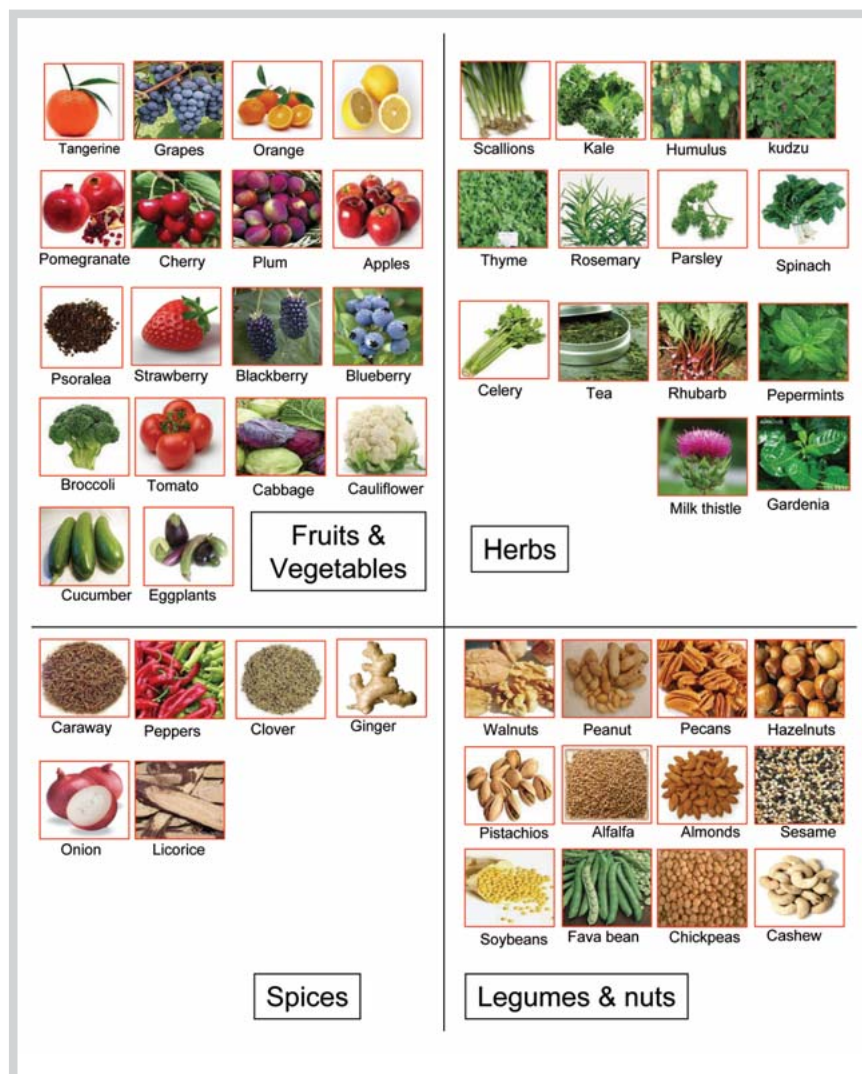 Tangerine Grapes Orange
Pomegranate Cherry Plum Apples
Psoralea Strawberry Blackberry Blueberry
Broccoli Tomato Cabbage Cauliflower
Cucumber Eggplants
Fruits &
Vegetables
Scallions Kale Humulus kudzu
Thyme Rosemary Parsley Spinach
Celery Tea Rhubarb Pepermints
Milk thistle Gardenia
Herbs
Caraway Peppers Clover Ginger
Onion Licorice
Spices
Walnuts Peanut Pecans Hazelnuts
Pistachios Alfalfa Almonds Sesame
Soybeans Fava bean Chickpeas Cashew
Legumes & nuts